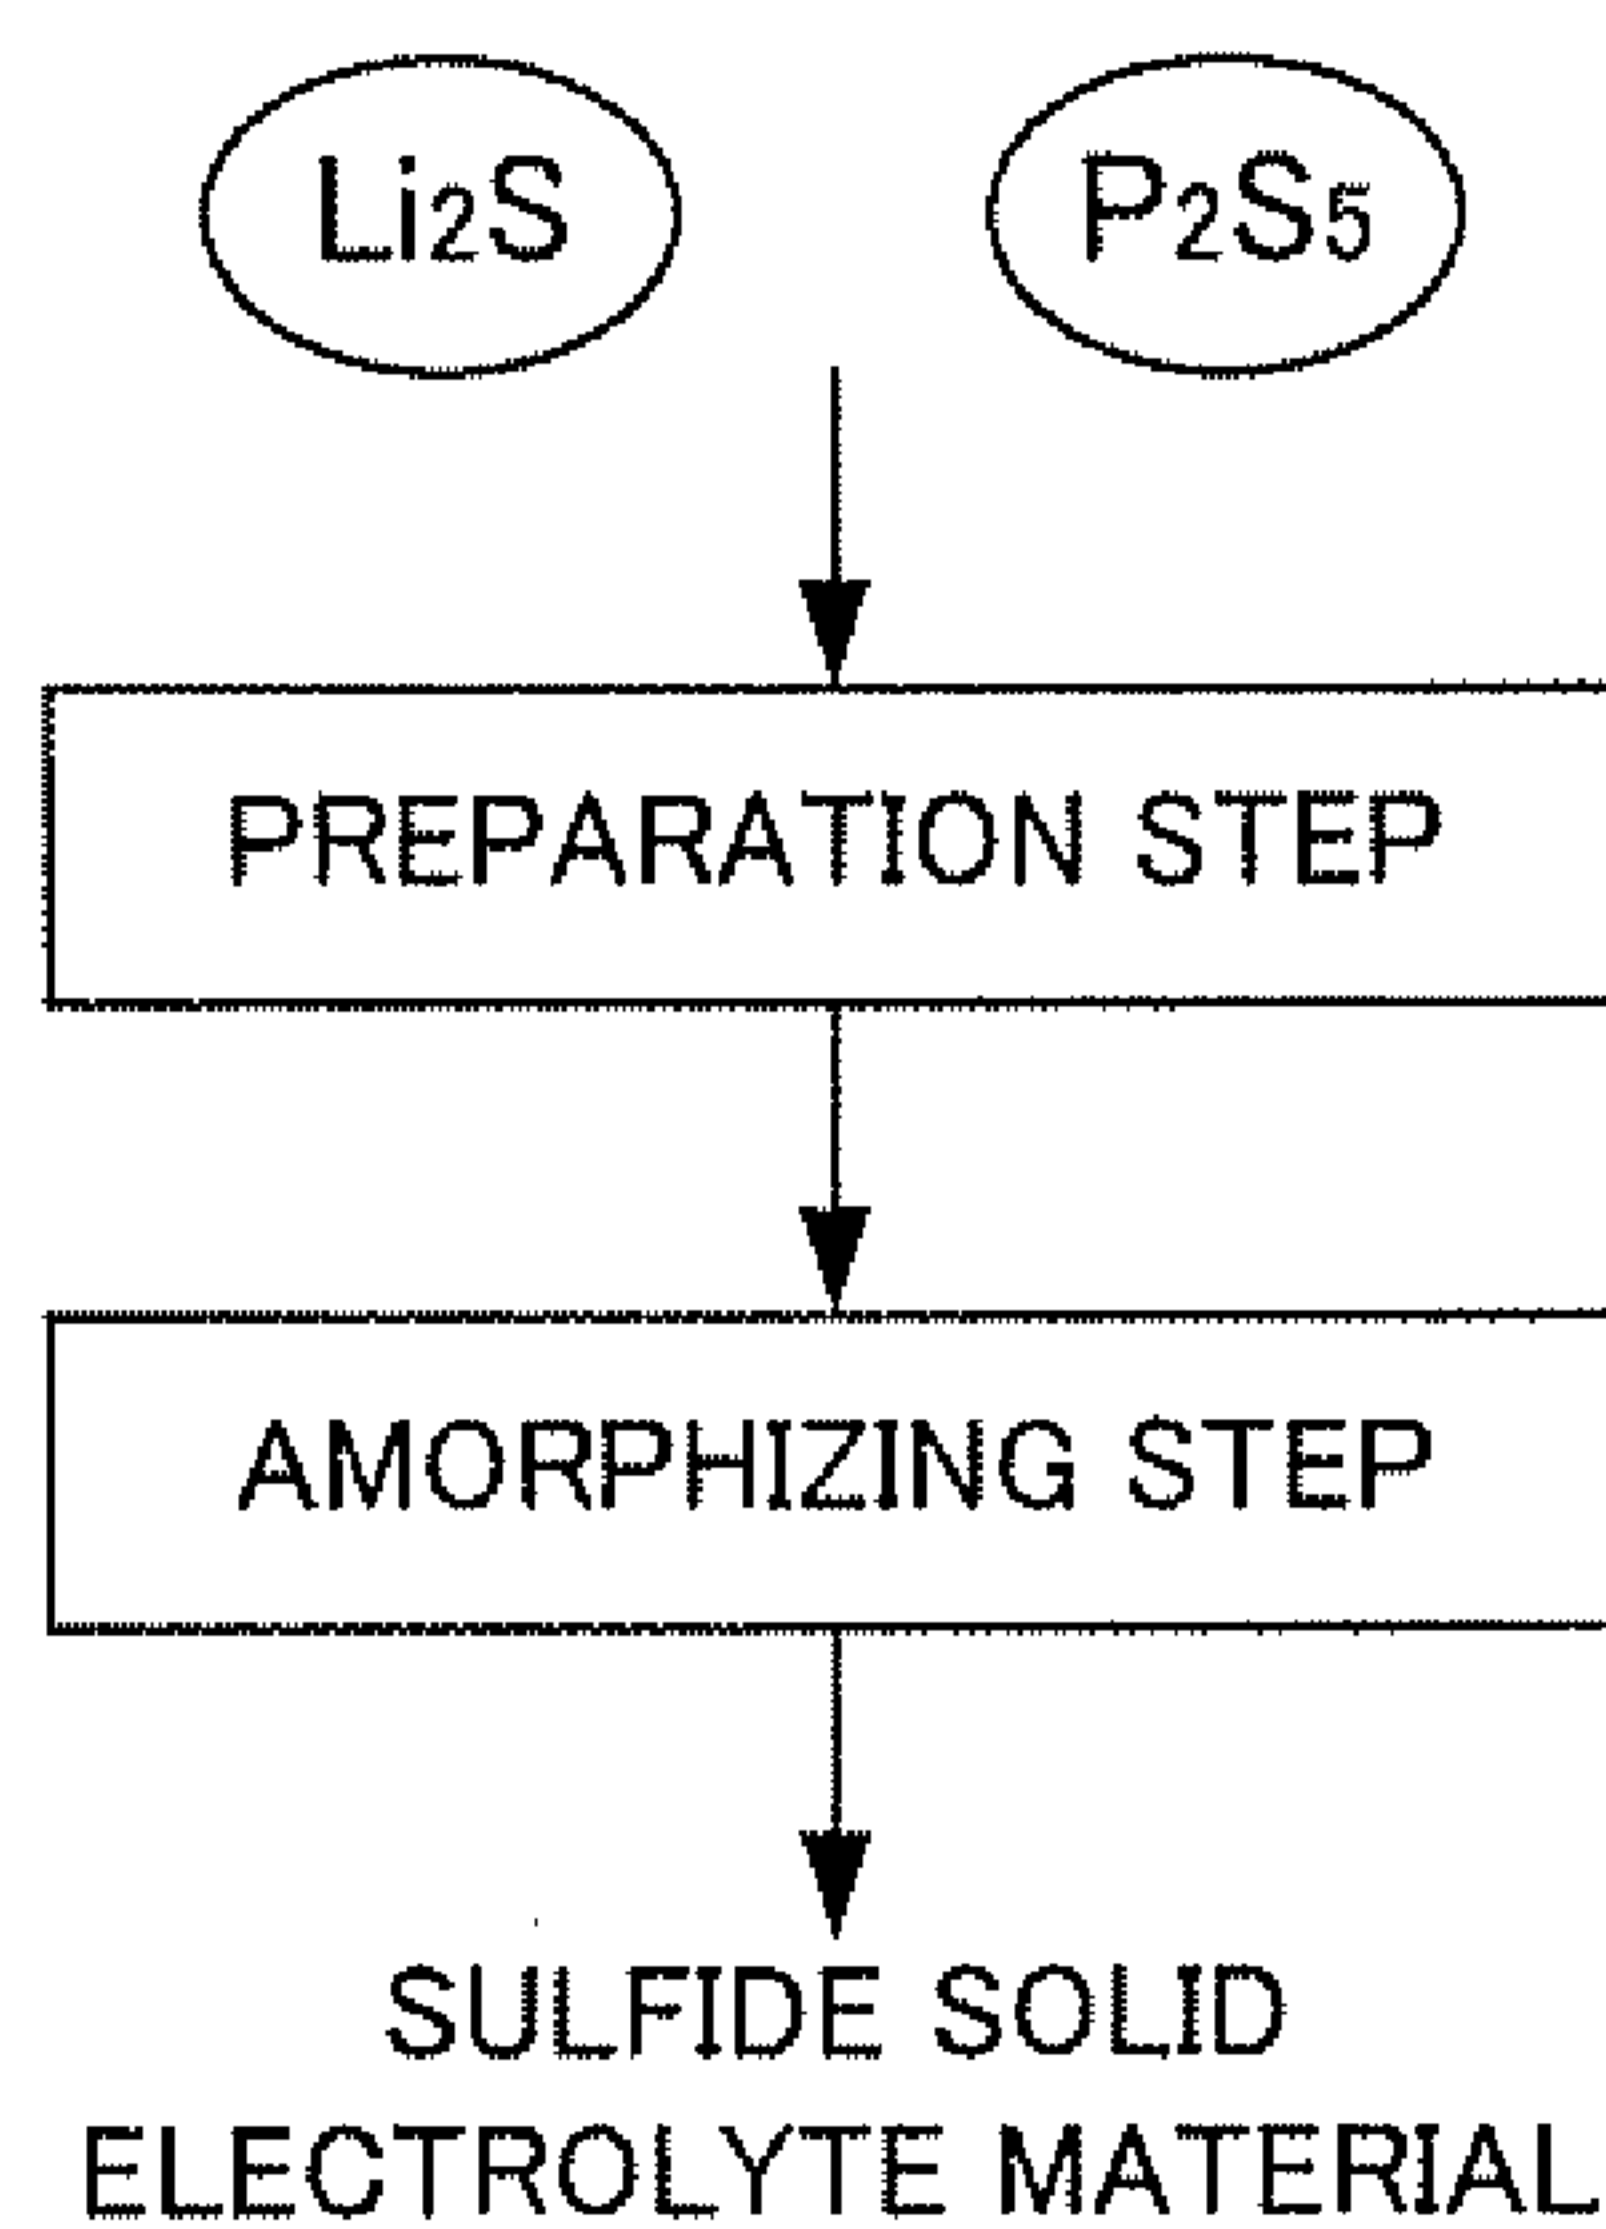 Li2S P2S5
PREPARATION STEP
AMORPHIZING STEP
SULFIDE SOLID
ELECTROLYTE MATERIAL